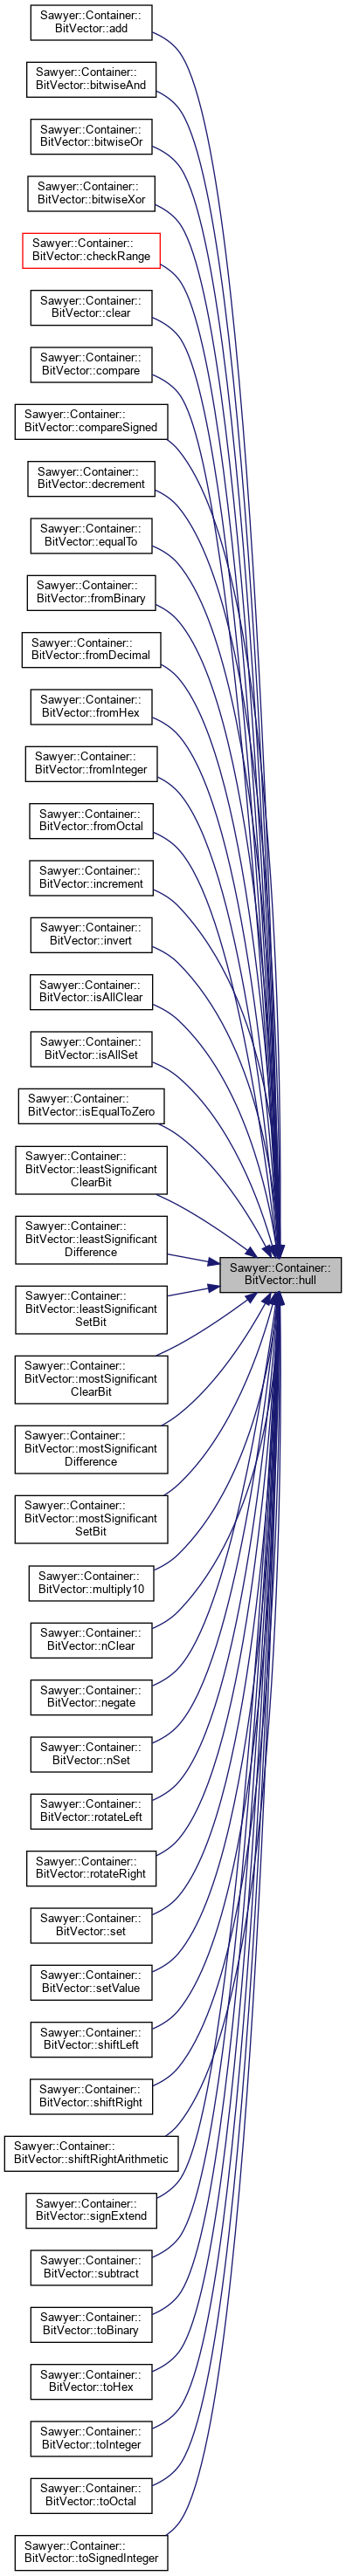 Sawyer::Container::
BitVector::add
Sawyer::Container::
BitVector::bitwiseAnd
Sawyer::Container::
BitVector::bitwiseOr
Sawyer::Container::
BitVector::bitwiseXor
Sawyer::Container::
BitVector::checkRange
Sawyer::Container::
BitVector::clear
Sawyer::Container::
BitVector::compare
Sawyer::Container::
BitVector::compareSigned
Sawyer::Container::
BitVector::decrement
Sawyer::Container::
BitVector::equalTo
Sawyer::Container::
BitVector::fromBinary
Sawyer::Container::
BitVector::fromDecimal
Sawyer::Container::
BitVector::fromHex
Sawyer::Container::
BitVector::fromInteger
Sawyer::Container::
BitVector::fromOctal
Sawyer::Container::
BitVector::increment
Sawyer::Container::
BitVector::invert
Sawyer::Container::
BitVector::isAllClear
Sawyer::Container::
BitVector::isAllSet
Sawyer::Container::
BitVector::isEqualToZero
Sawyer::Container::
BitVector::leastSignificant
ClearBit
Sawyer::Container::
BitVector::leastSignificant
Difference
Sawyer::Container::
BitVector::hull
Sawyer::Container::
BitVector::leastSignificant
SetBit
Sawyer::Container::
BitVector::mostSignificant
ClearBit
Sawyer::Container::
BitVector::mostSignificant
Difference
Sawyer::Container::
BitVector::mostSignificant
SetBit
Sawyer::Container::
BitVector::multiply10
Sawyer::Container::
BitVector::nClear
Sawyer::Container::
BitVector::negate
Sawyer::Container::
BitVector::nSet
Sawyer::Container::
BitVector::rotateLeft
Sawyer::Container::
BitVector::rotateRight
Sawyer::Container::
BitVector::set
Sawyer::Container::
BitVector::setValue
Sawyer::Container::
BitVector::shiftLeft
Sawyer::Container::
BitVector::shiftRight
Sawyer::Container::
BitVector::shiftRightArithmetic
Sawyer::Container::
BitVector::signExtend
Sawyer::Container::
BitVector::subtract
Sawyer::Container::
BitVector::toBinary
Sawyer::Container::
BitVector::toHex
Sawyer::Container::
BitVector::toInteger
Sawyer::Container::
BitVector::toOctal
Sawyer::Container::
BitVector::toSignedInteger